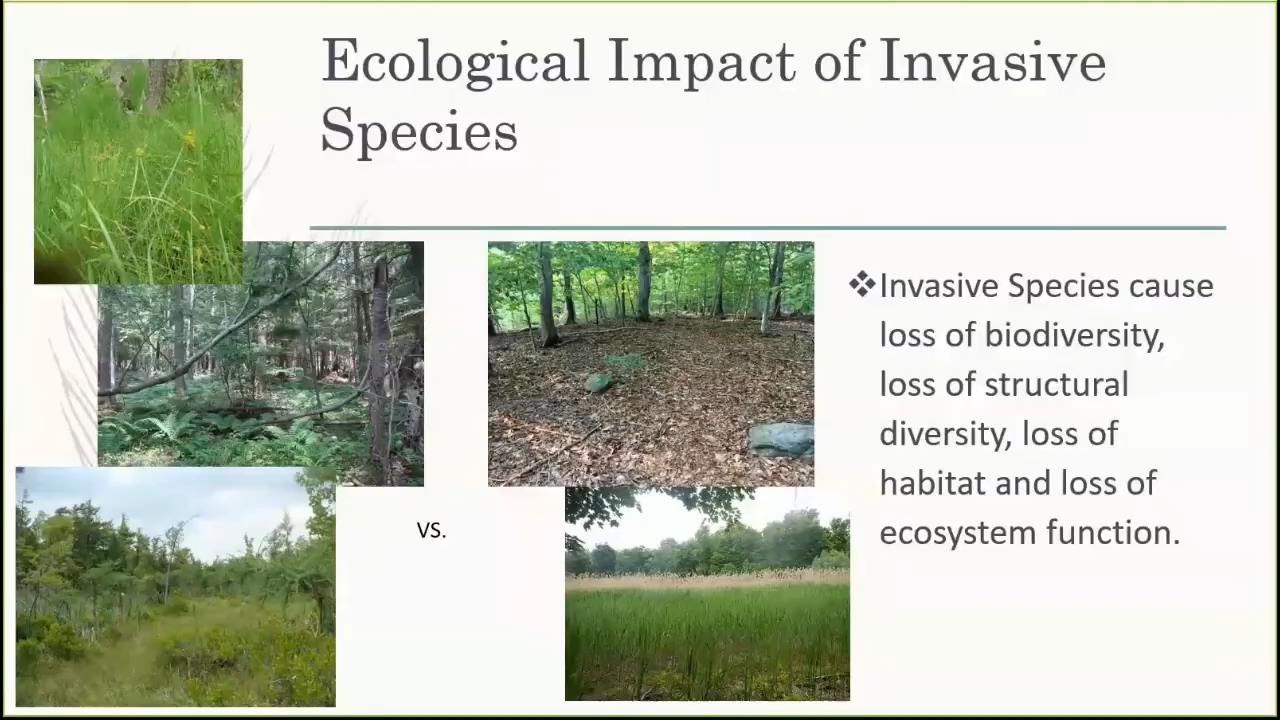 Ecological Impact of Invasive
Species
❖Invasive Species cause
loss of biodiversity,
loss of structural
diversity, loss of
habitat and loss of
ecosystem function.
vs.